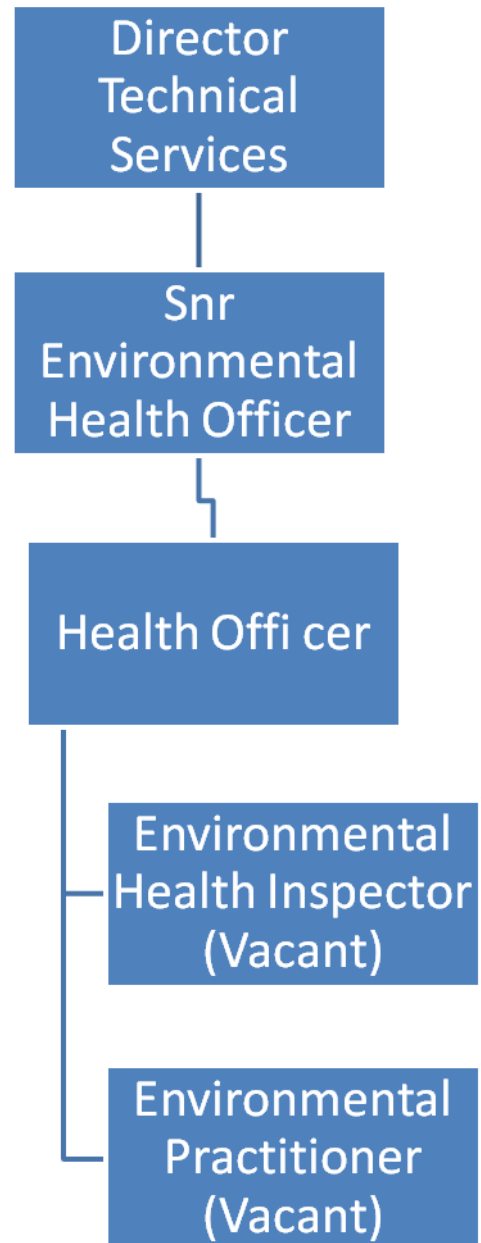 Director
Technical
Services
Snr
Environmental
Health Officer
Health Offi cer
Environmental
Health Inspector
(Vacant)
Environmental
Practitioner
(Vacant)